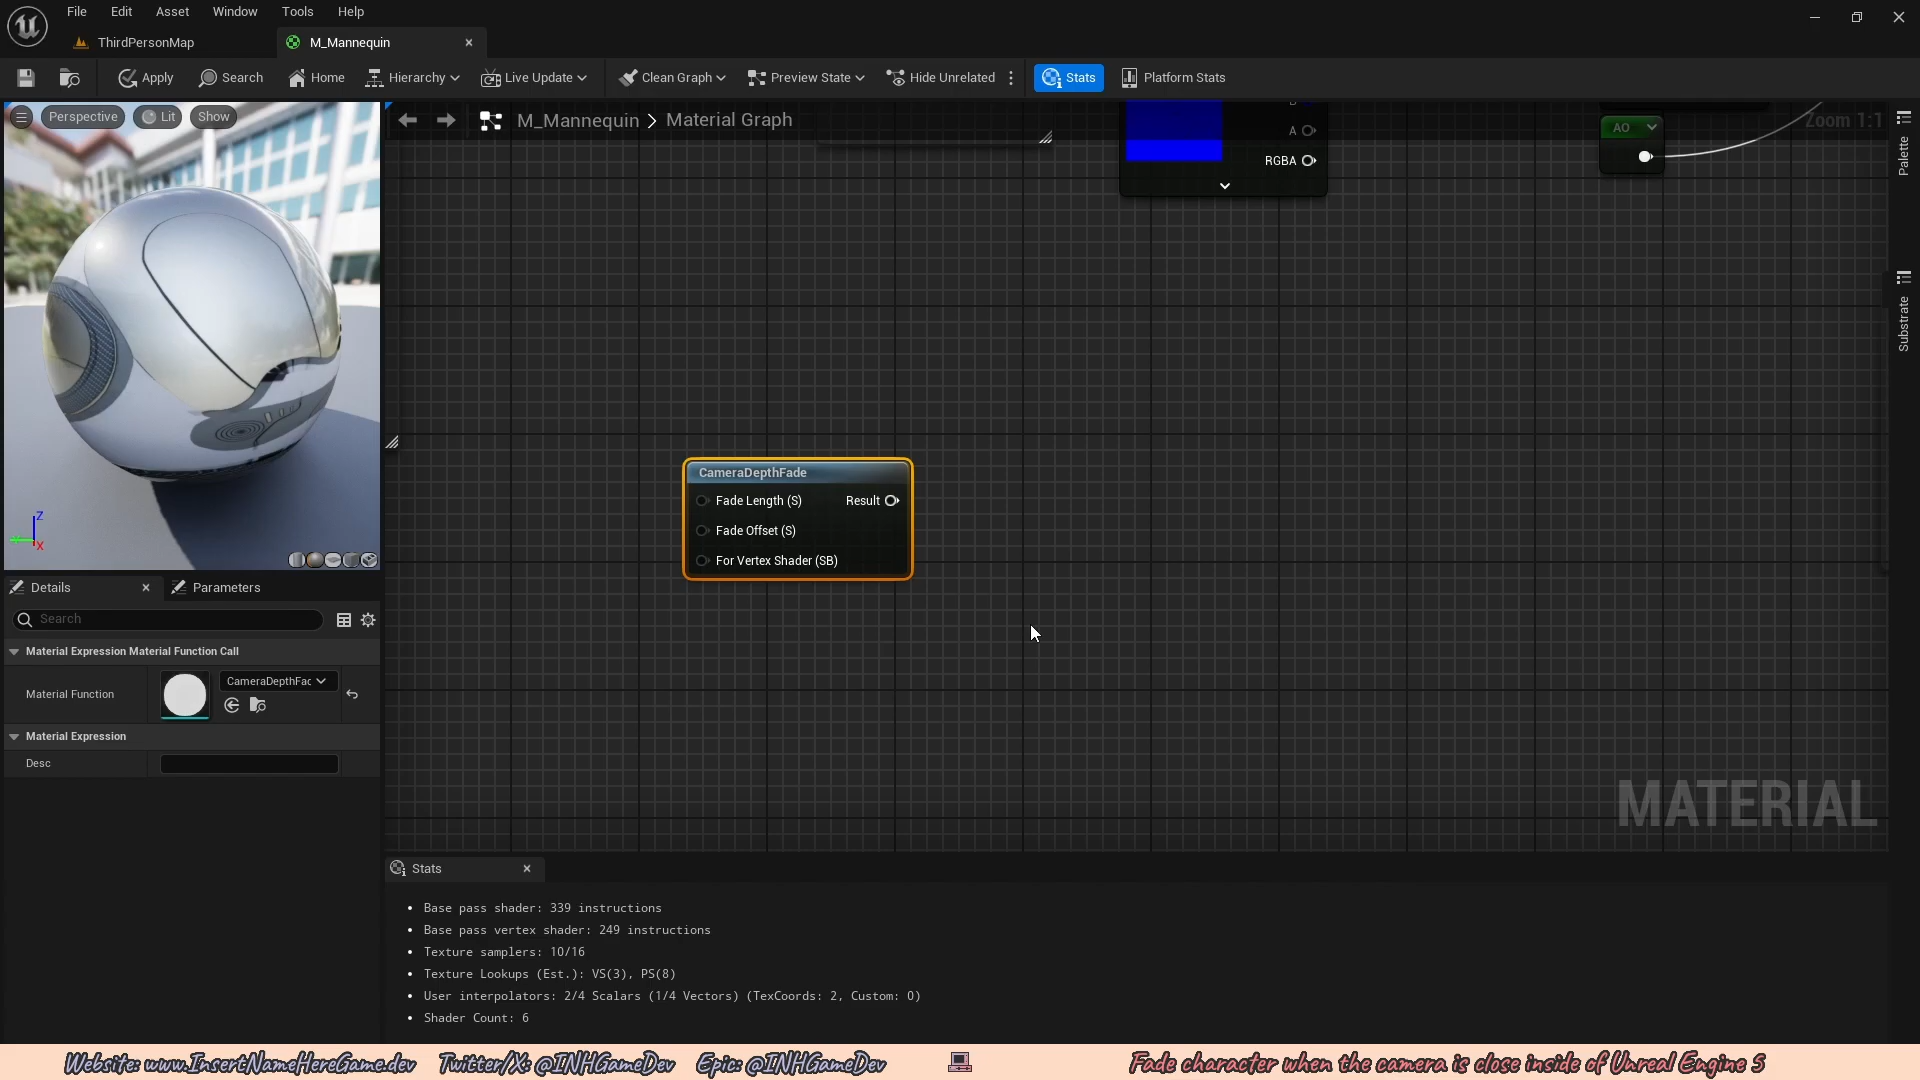 File Edit Asset Window Tools Help
ThirdPersonMap M_Mannequin
Apply Search Home Hierarchy Live Update Clean Graph Preview State Hide Unrelated Stats Platform Stats
Perspective Lit Show
M_Mannequin > Material Graph
Zoom 1:1
A
RGBA
AO
Palette
Substrate
CameraDepthFade
Fade Length (S) Result
Fade Offset (S)
For Vertex Shader (SB)
Z
X
Details Parameters
Search
Material Expression Material Function Call
Material Function CameraDepthFac
Material Expression
Desc
MATERIAL
Stats
• Base pass shader: 339 instructions
• Base pass vertex shader: 249 instructions
• Texture samplers: 10/16
• Texture Lookups (Est.): VS(3), PS(8)
• User interpolators: 2/4 Scalars (1/4 Vectors) (TexCoords: 2, Custom: 0)
• Shader Count: 6
Website: www.InsertNameHereGame.dev Twitter/X: @INHGameDev Epic: @INHGameDev Fade character when the camera is close inside of Unreal Engine 5